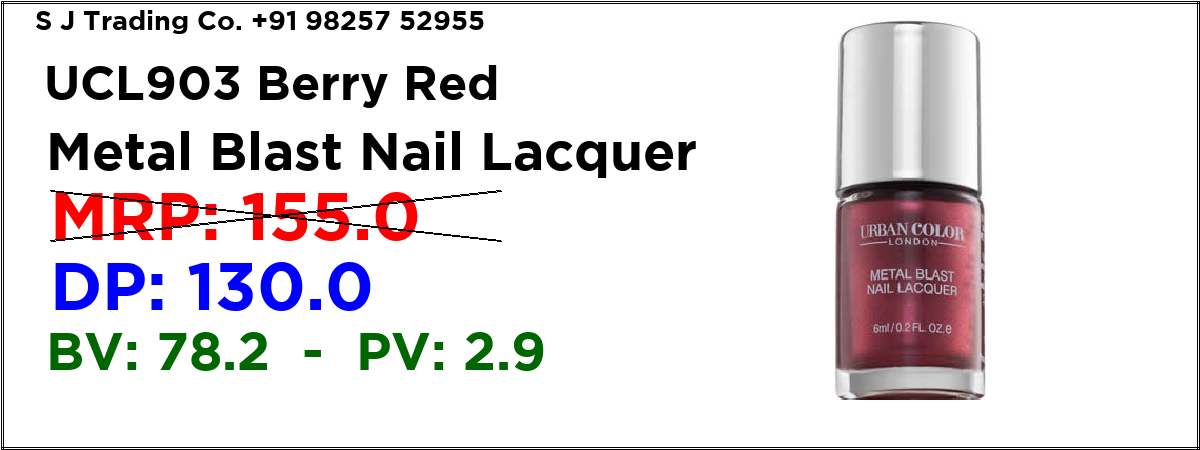 S J Trading Co. +91 98257 52955
UCL903 Berry Red
Metal Blast Nail Lacquer
MRP: 155.0
DP: 130.0
BV: 78.2 - PV: 2.9
URBAN COLOR
LONDON
METAL BLAST
NAIL LACQUER
6ml / 0.2 FL. OZ. e